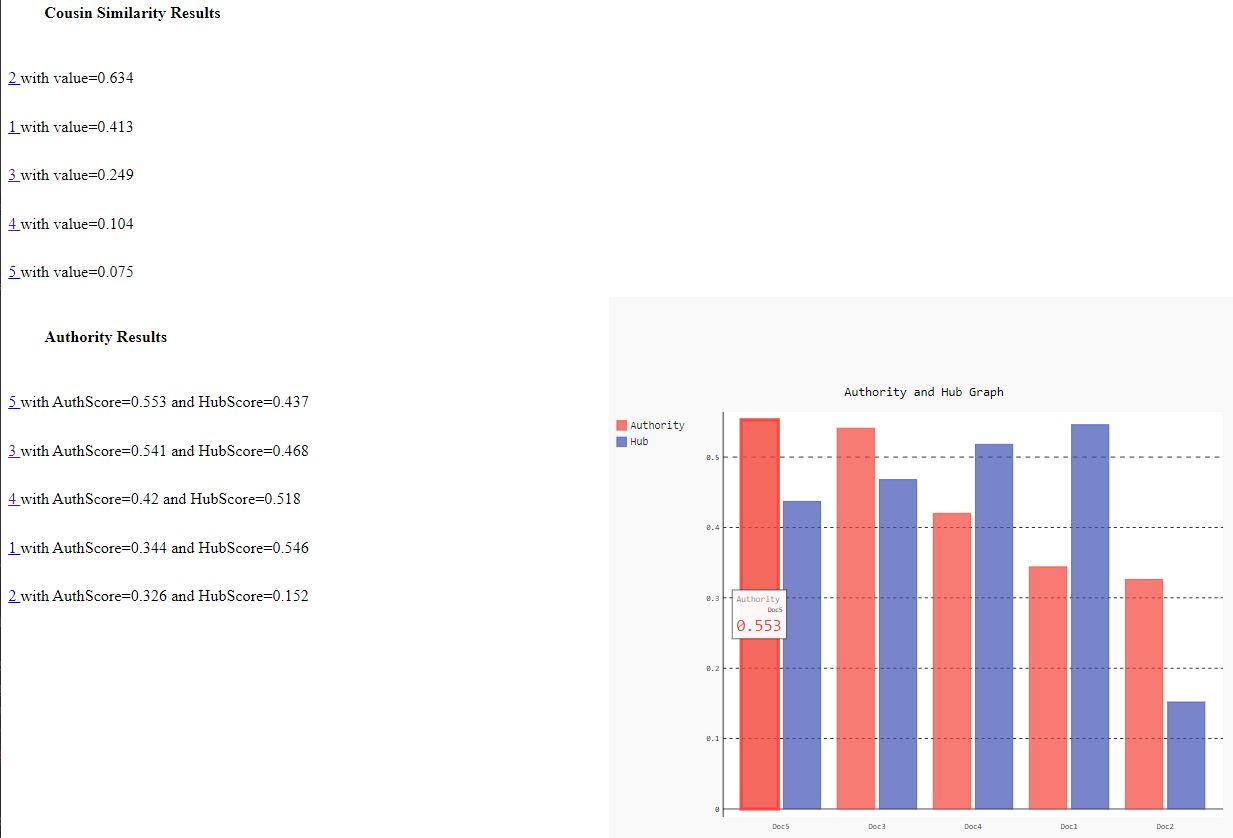 Cousin Similarity Results
2 with value=0.634
1 with value=0.413
3 with value=0.249
4 with value=0.104
5 with value=0.075
Authority Results
5 with AuthScore=0.553 and HubScore=0.437
3 with AuthScore=0.541 and HubScore=0.468
4 with AuthScore=0.42 and HubScore=0.518
1 with AuthScore=0.344 and HubScore=0.546
2 with AuthScore=0.326 and HubScore=0.152
Authority and Hub Graph
Authority
Hub
0.5
0.4
0.3
0.2
0.1
0
Authority
Doc5
0.553
Doc5 Doc3 Doc4 Doc1 Doc2